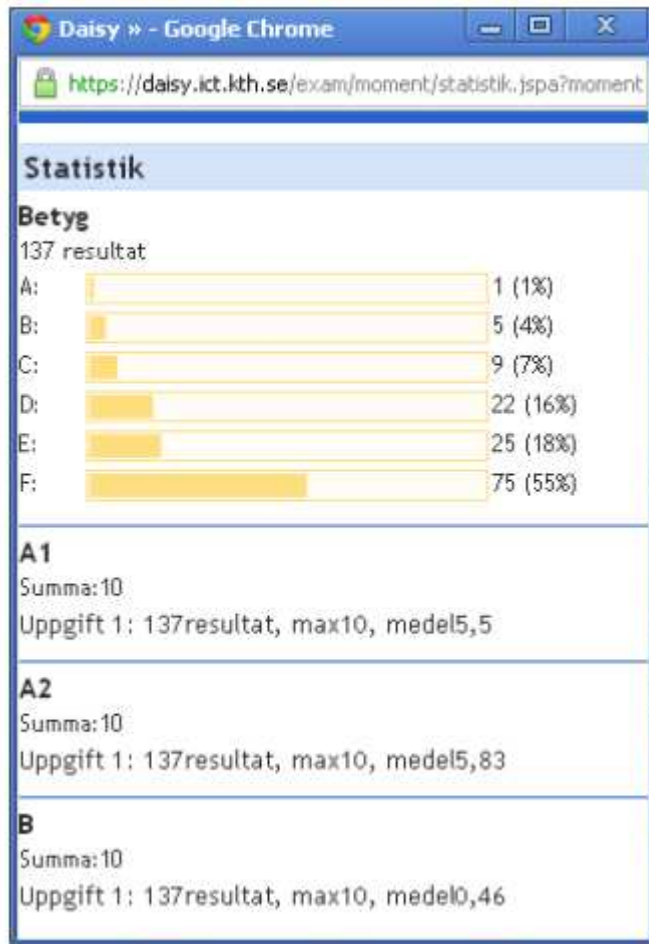 Daisy » - Google Chrome
https://daisy.ict.kth.se/exam/moment/statistik.jspa?moment
Statistik
Betyg
137 resultat
A: 1 (1%)
B: 5 (4%)
C: 9 (7%)
D: 22 (16%)
E: 25 (18%)
F: 75 (55%)
A1
Summa:10
Uppgift 1: 137resultat, max10, medel5,5
A2
Summa:10
Uppgift 1: 137resultat, max10, medel5,83
B
Summa:10
Uppgift 1: 137resultat, max10, medel0,46